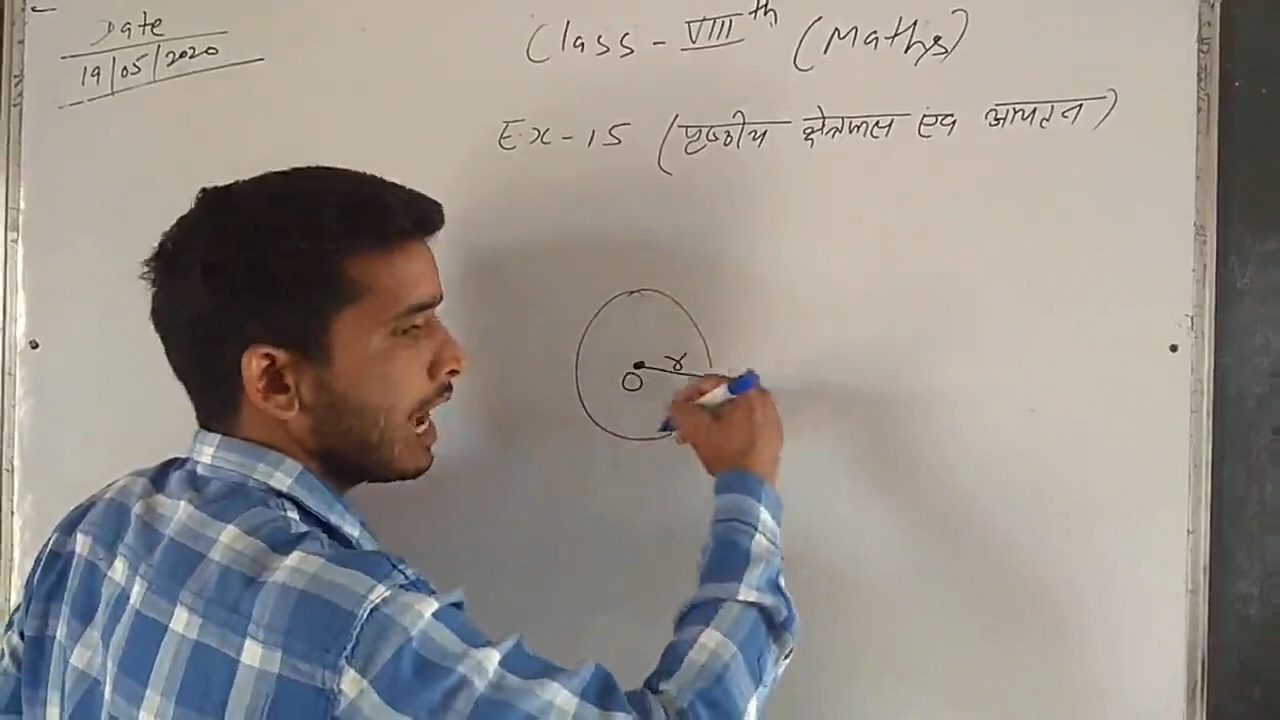 Date
19/05/2020
Class - VIIIth (Maths)
Ex-15 (पृष्ठीय क्षेत्रफल एवं आयतन)
r
O